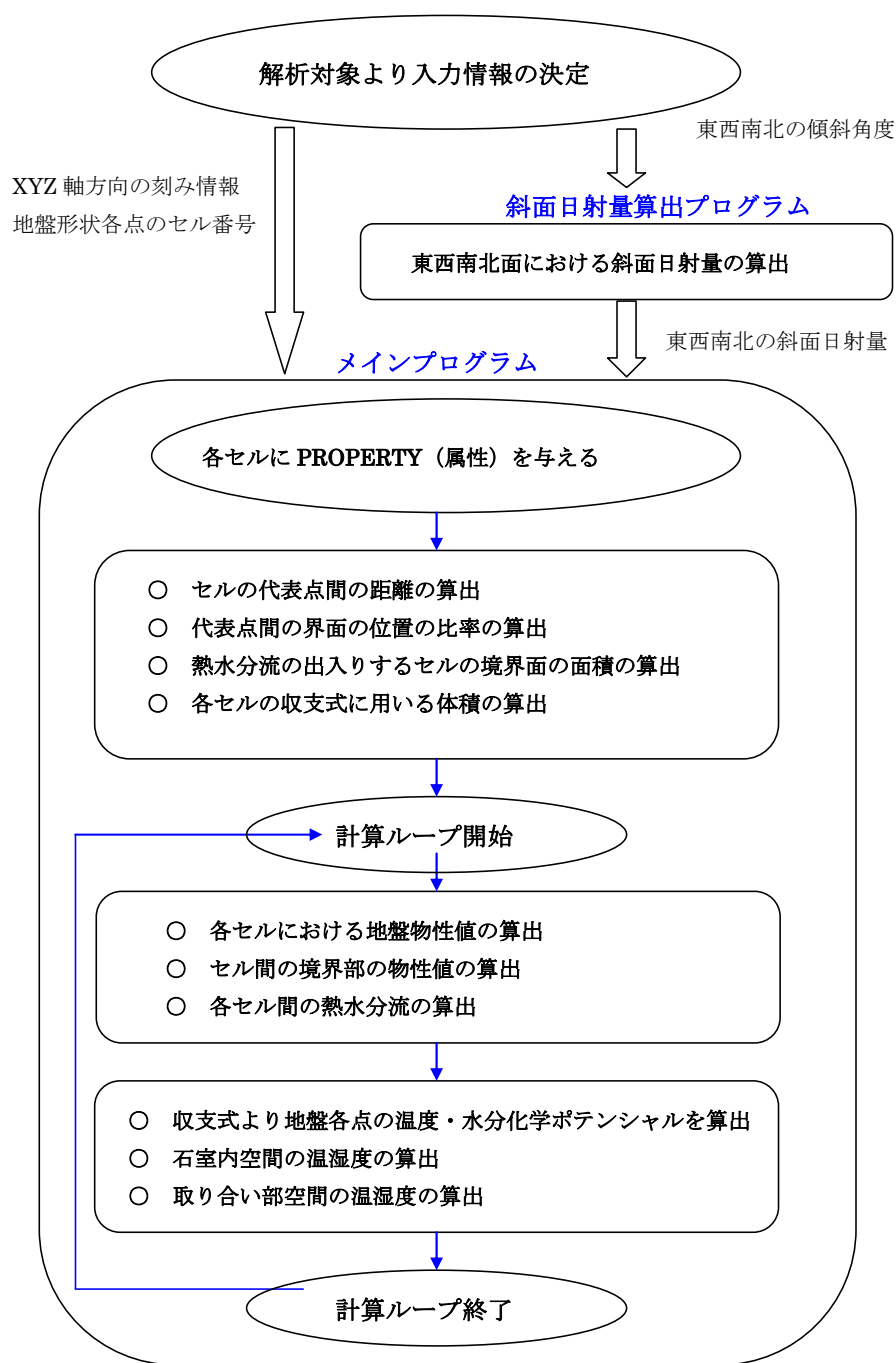 解析対象より入力情報の決定
東西南北の傾斜角度
XYZ 軸方向の刻み情報
地盤形状各点のセル番号
斜面日射量算出プログラム
東西南北面における斜面日射量の算出
東西南北の斜面日射量
メインプログラム
各セルに PROPERTY（属性）を与える
○ セルの代表点間の距離の算出
○ 代表点間の界面の位置の比率の算出
○ 熱水分流の出入りするセルの境界面の面積の算出
○ 各セルの収支式に用いる体積の算出
計算ループ開始
○ 各セルにおける地盤物性値の算出
○ セル間の境界部の物性値の算出
○ 各セル間の熱水分流の算出
○ 収支式より地盤各点の温度・水分化学ポテンシャルを算出
○ 石室内空間の温湿度の算出
○ 取り合い部空間の温湿度の算出
計算ループ終了